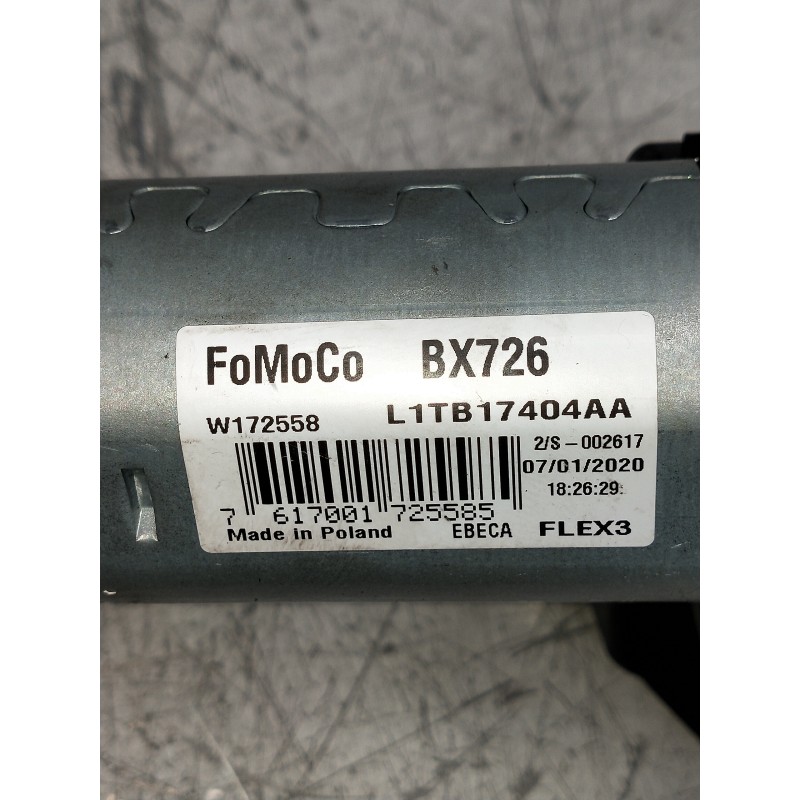 FoMoCo BX726
W172558 L1TB17404AA
2/S-002617
07/01/2020
18:26:29
7 617001 725585
Made in Poland EBECA FLEX3